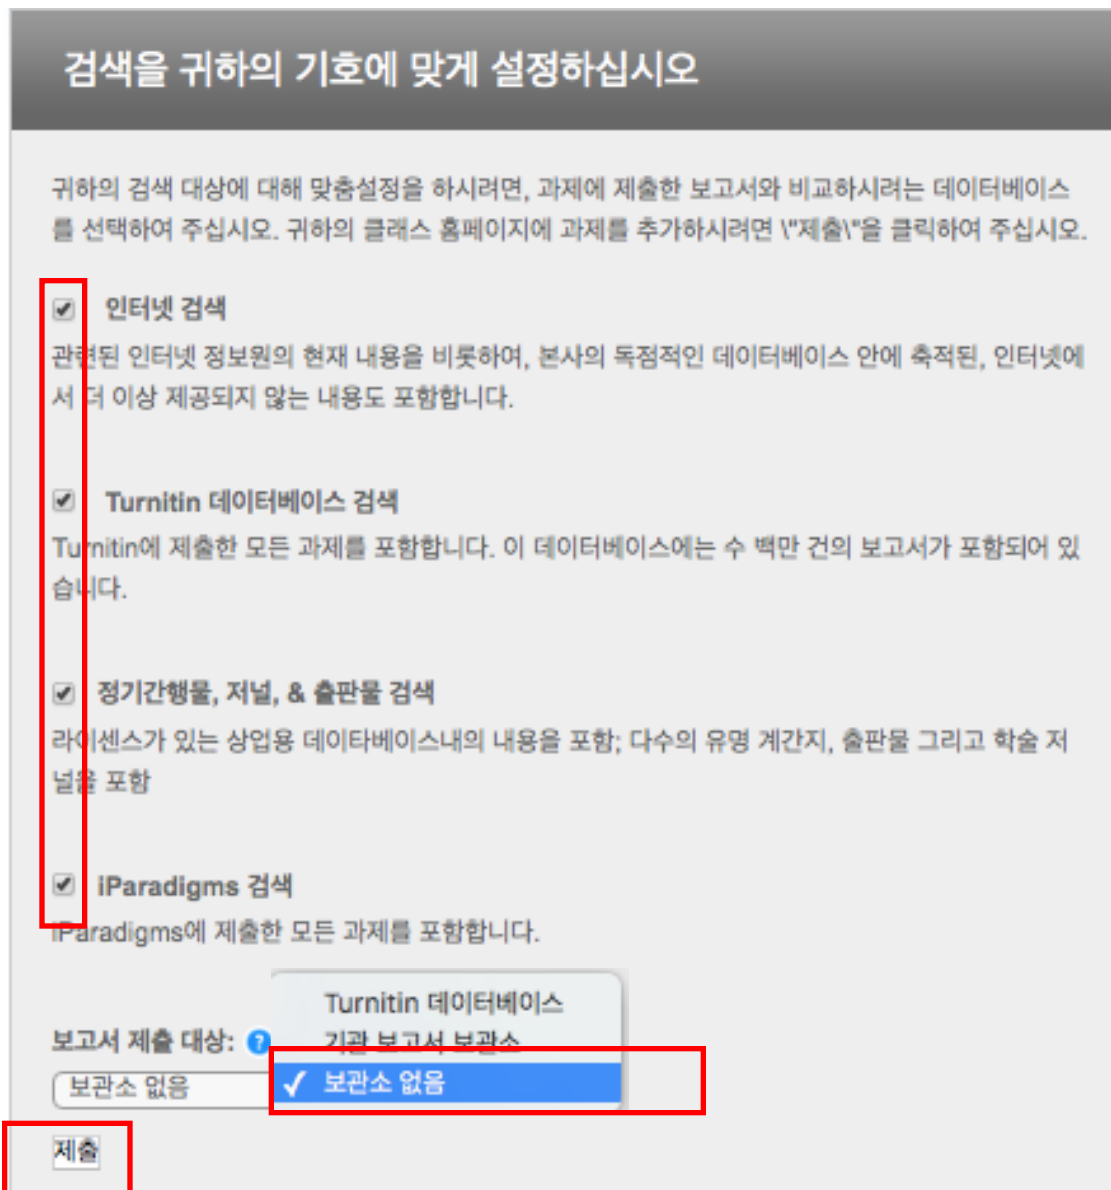 검색을 귀하의 기호에 맞게 설정하십시오
귀하의 검색 대상에 대해 맞춤설정을 하시려면, 과제에 제출한 보고서와 비교하시려는 데이터베이스
를 선택하여 주십시오. 귀하의 클래스 홈페이지에 과제를 추가하시려면 \"제출\"을 클릭하여 주십시오.
인터넷 검색
관련된 인터넷 정보원의 현재 내용을 비롯하여, 본사의 독점적인 데이터베이스 안에 축적된, 인터넷에
서 더 이상 제공되지 않는 내용도 포함합니다.
Turnitin 데이터베이스 검색
Turnitin에 제출한 모든 과제를 포함합니다. 이 데이터베이스에는 수 백만 건의 보고서가 포함되어 있
습니다.
정기간행물, 저널, & 출판물 검색
라이센스가 있는 상업용 데이타베이스내의 내용을 포함; 다수의 유명 계간지, 출판물 그리고 학술 저
널을 포함
iParadigms 검색
iParadigms에 제출한 모든 과제를 포함합니다.
Turnitin 데이터베이스
보고서 제출 대상: ?
기관 보고서 보관소
보관소 없음
✓ 보관소 없음
제출